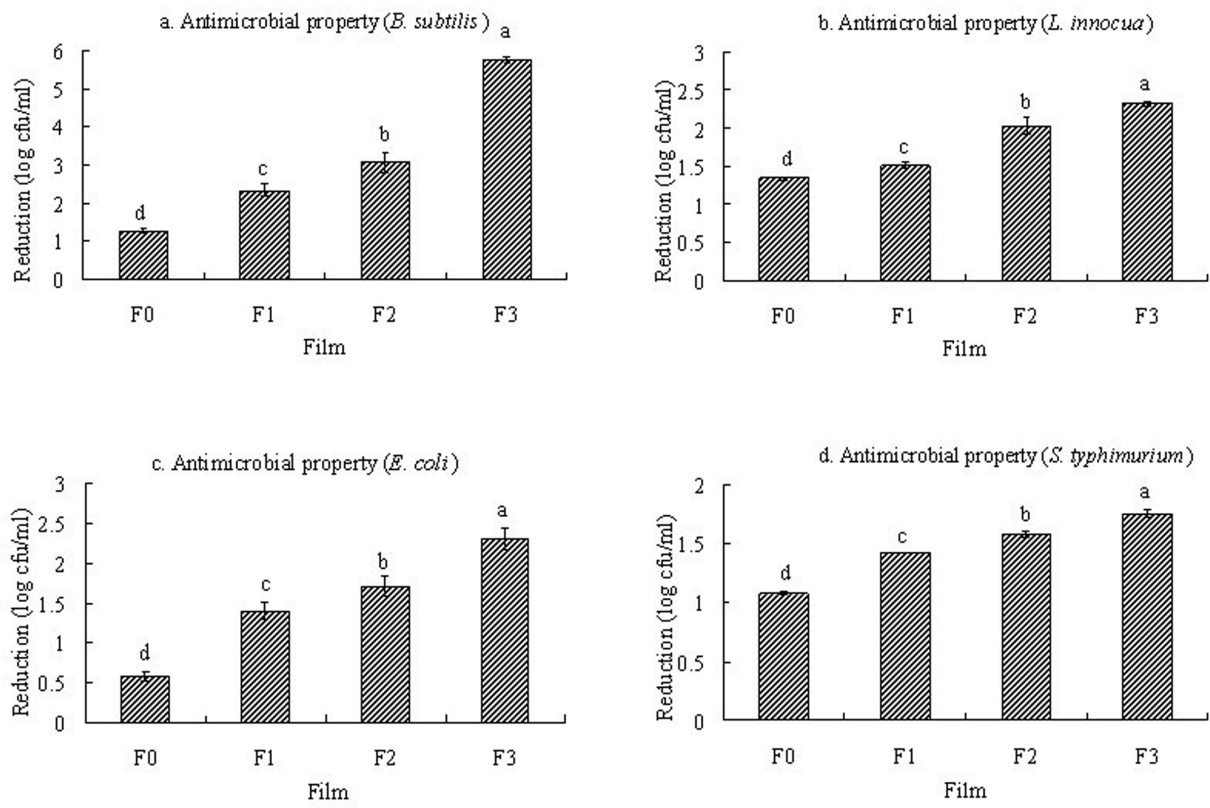 a. Antimicrobial property (B. subtilis)
Reduction (log cfu/ml)
6
5
4
3
2
1
0
d
c
b
a
F0 F1 F2 F3
Film
b. Antimicrobial property (L. innocua)
Reduction (log cfu/ml)
3
2.5
2
1.5
1
0.5
0
d
c
b
a
F0 F1 F2 F3
Film
c. Antimicrobial property (E. coli)
Reduction (log cfu/ml)
3
2.5
2
1.5
1
0.5
0
d
c
b
a
F0 F1 F2 F3
Film
d. Antimicrobial property (S. typhimurium)
Reduction (log cfu/ml)
2
1.5
1
0.5
0
d
c
b
a
F0 F1 F2 F3
Film